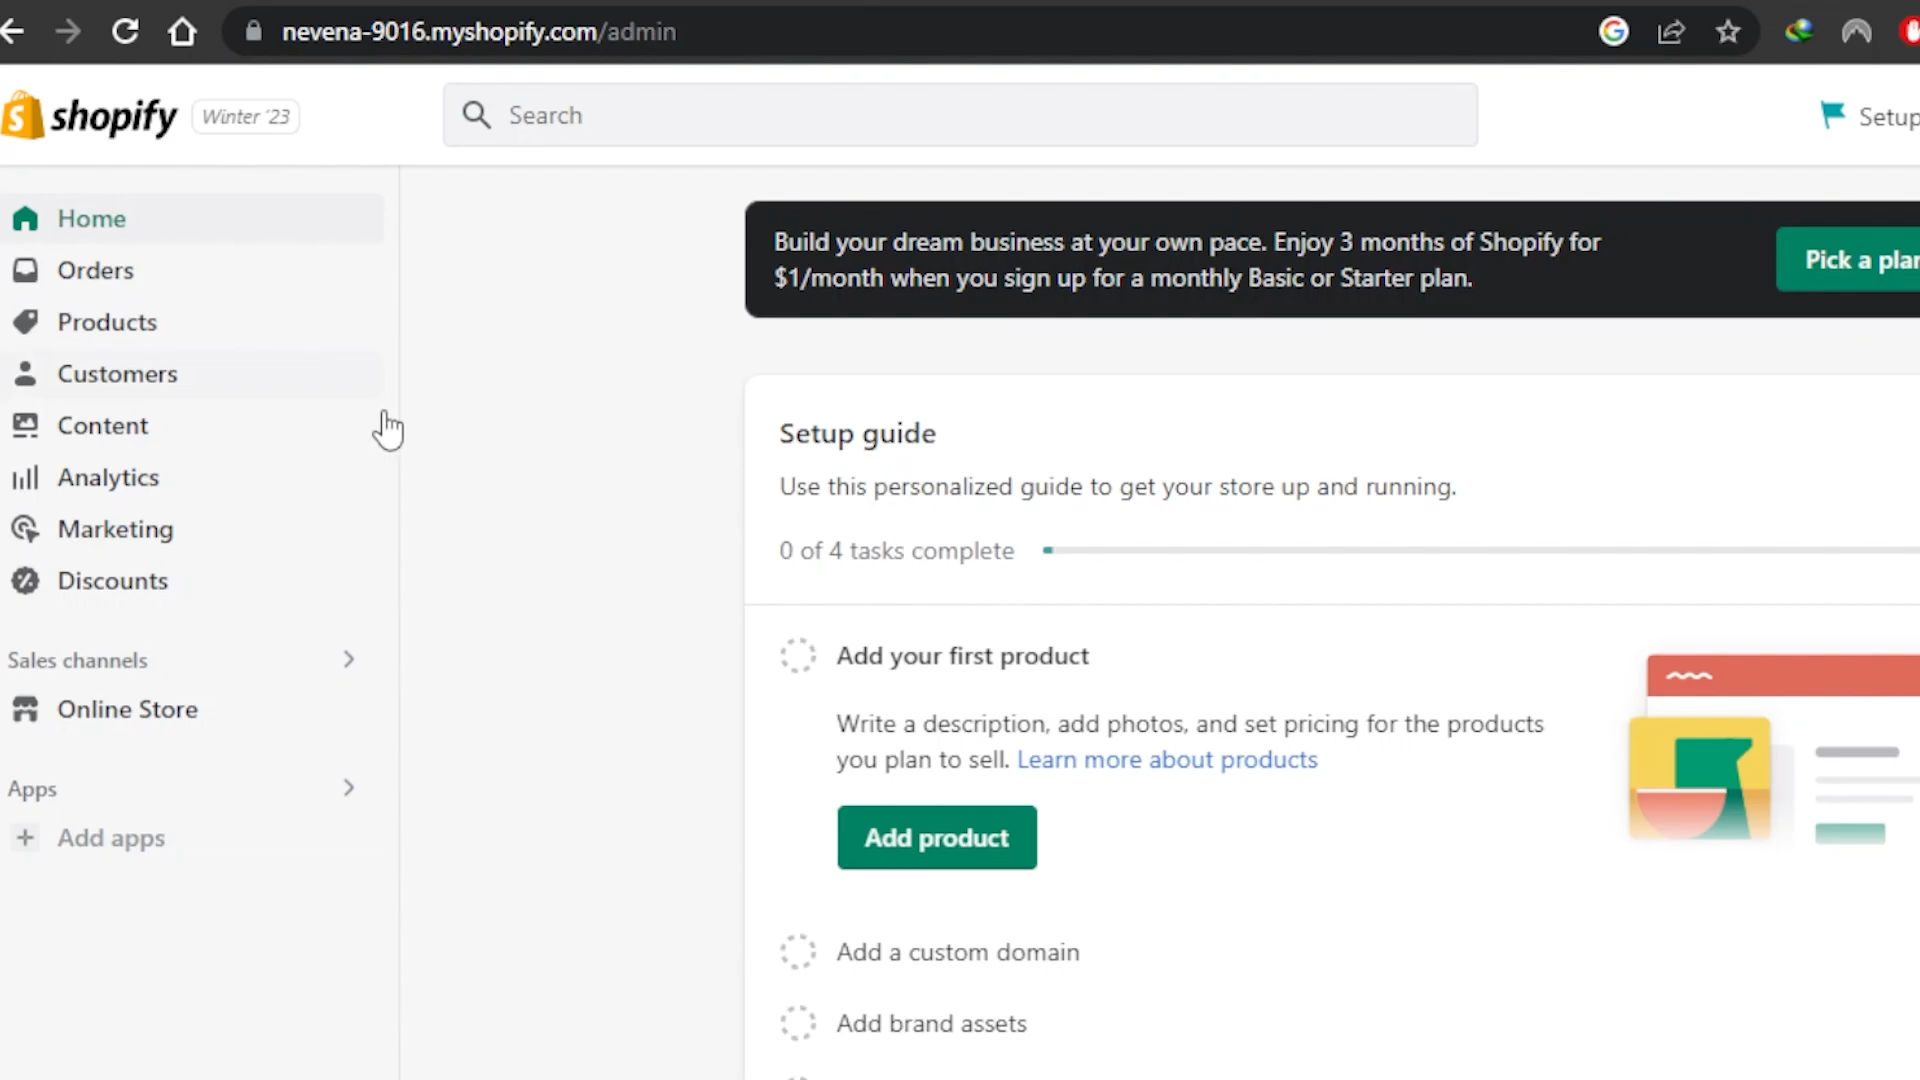 nevena-9016.myshopify.com/admin
shopify
Winter '23
Search
Setup
Home
Orders
Products
Customers
Content
Analytics
Marketing
Discounts
Sales channels
Online Store
Apps
Add apps
Build your dream business at your own pace. Enjoy 3 months of Shopify for
$1/month when you sign up for a monthly Basic or Starter plan.
Pick a plan
Setup guide
Use this personalized guide to get your store up and running.
0 of 4 tasks complete
Add your first product
Write a description, add photos, and set pricing for the products
you plan to sell. Learn more about products
Add product
Add a custom domain
Add brand assets